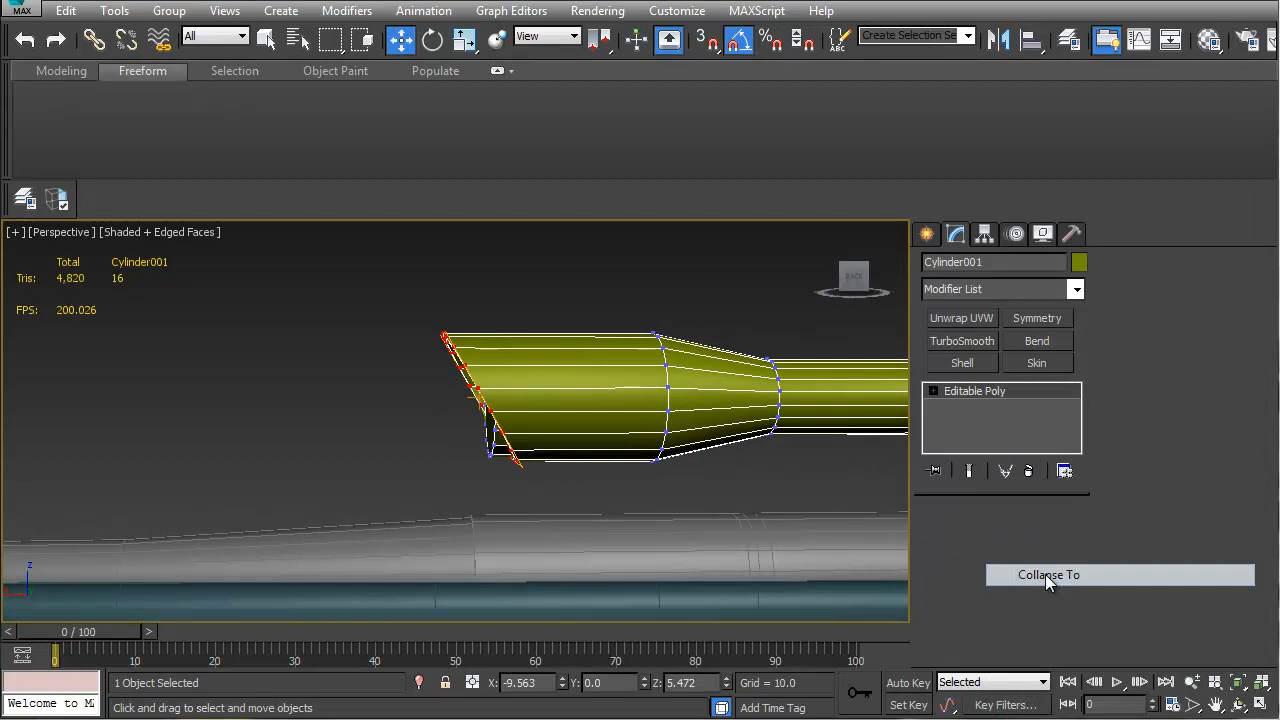 MAX Edit Tools Group Views Create Modifiers Animation Graph Editors Rendering Customize MAXScript Help
All View 3 % ABC Create Selection Se
Modeling Freeform Selection Object Paint Populate
[+][Perspective][Shaded + Edged Faces]
Total Cylinder001
Tris: 4,820 16
FPS: 200.026
BACK
z
Cylinder001
Modifier List
Unwrap UVW Symmetry
TurboSmooth Bend
Shell Skin
Editable Poly
Collapse To
< 0 / 100 >
0 10 20 30 40 50 60 70 80 90 100
1 Object Selected X: -9.563 Y: 0.0 Z: 5.472 Grid = 10.0 Auto Key Selected
Welcome to M Click and drag to select and move objects Add Time Tag Set Key Key Filters... 0